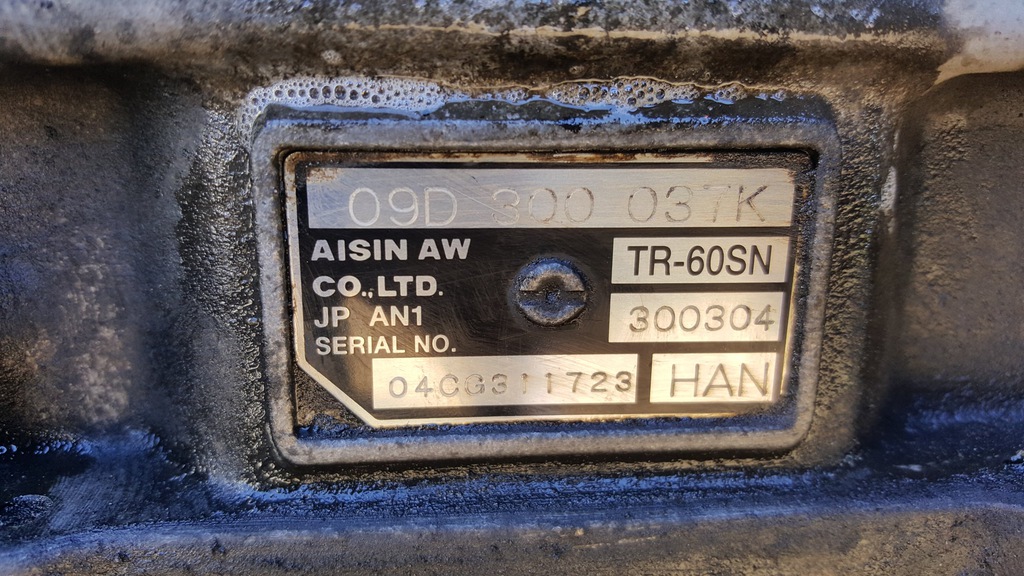 09D 300 037K
AISIN AW
CO.,LTD.
TR-60SN
JP AN1
300304
SERIAL NO.
04CG311723
HAN